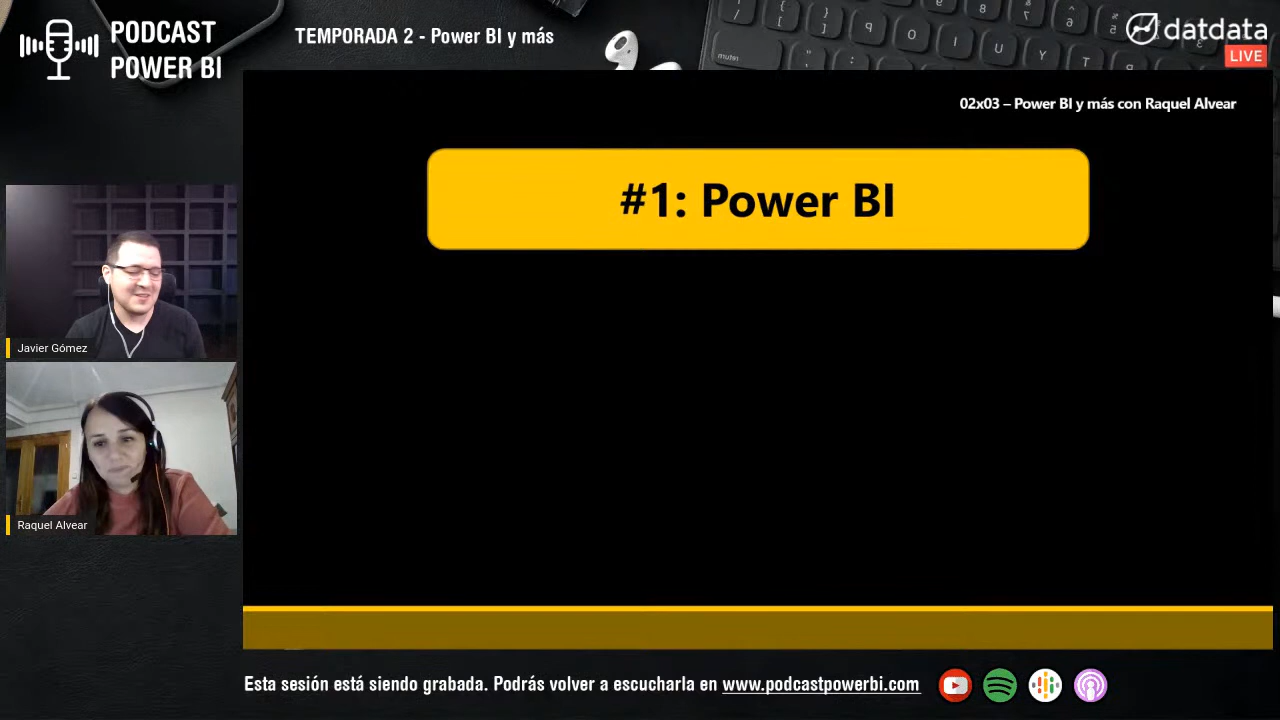 PODCAST
POWER BI
TEMPORADA 2 - Power BI y más
datdata
LIVE
02x03 – Power BI y más con Raquel Alvear
#1: Power BI
Javier Gómez
Raquel Alvear
Esta sesión está siendo grabada. Podrás volver a escucharla en www.podcastpowerbi.com